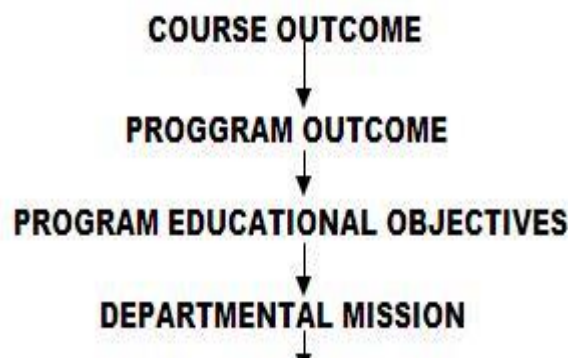 COURSE OUTCOME
PROGGRAM OUTCOME
PROGRAM EDUCATIONAL OBJECTIVES
DEPARTMENTAL MISSION